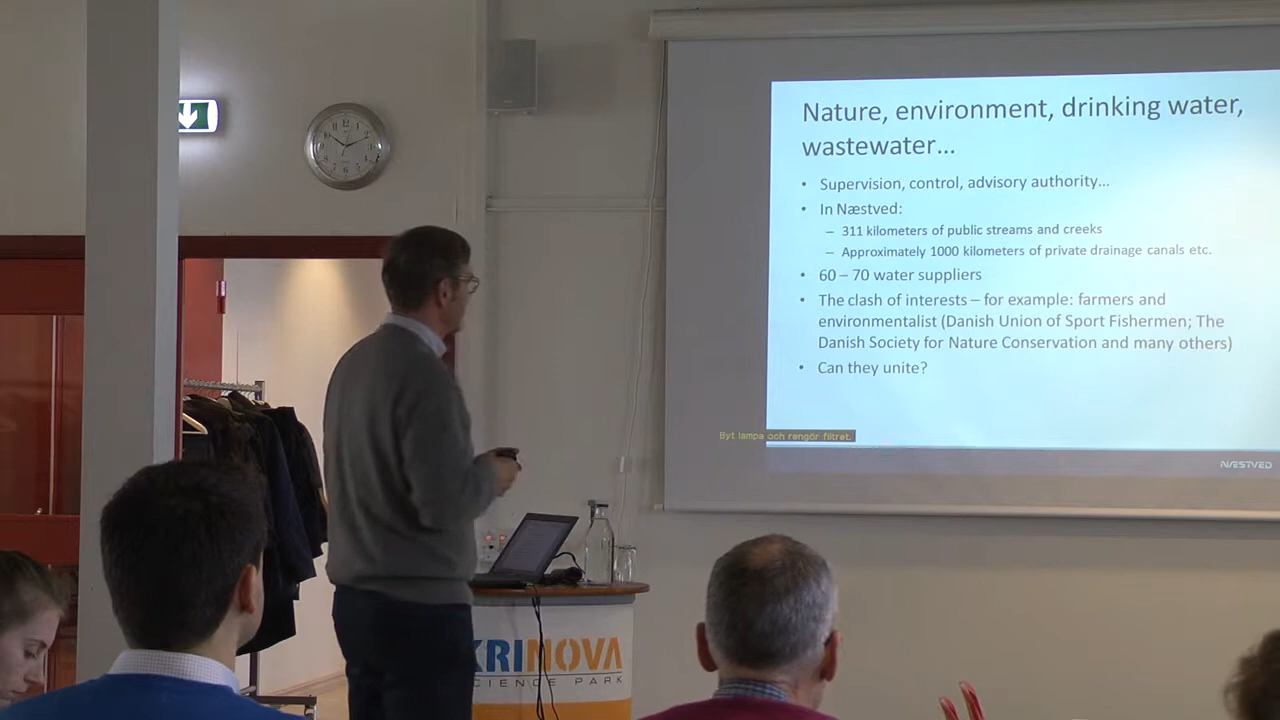 Nature, environment, drinking water,
wastewater...
• Supervision, control, advisory authority...
• In Næstved:
– 311 kilometers of public streams and creeks
– Approximately 1000 kilometers of private drainage canals etc.
• 60 – 70 water suppliers
• The clash of interests – for example: farmers and
environmentalist (Danish Union of Sport Fishermen; The
Danish Society for Nature Conservation and many others)
• Can they unite?
Byt lampa och rengör filtret.
NÆSTVED
KRINOVA
CIENCE PARK